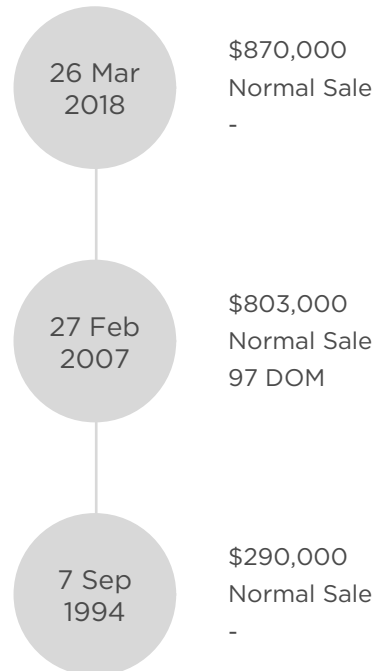 26 Mar
2018
$870,000
Normal Sale
-
27 Feb
2007
$803,000
Normal Sale
97 DOM
7 Sep
1994
$290,000
Normal Sale
-